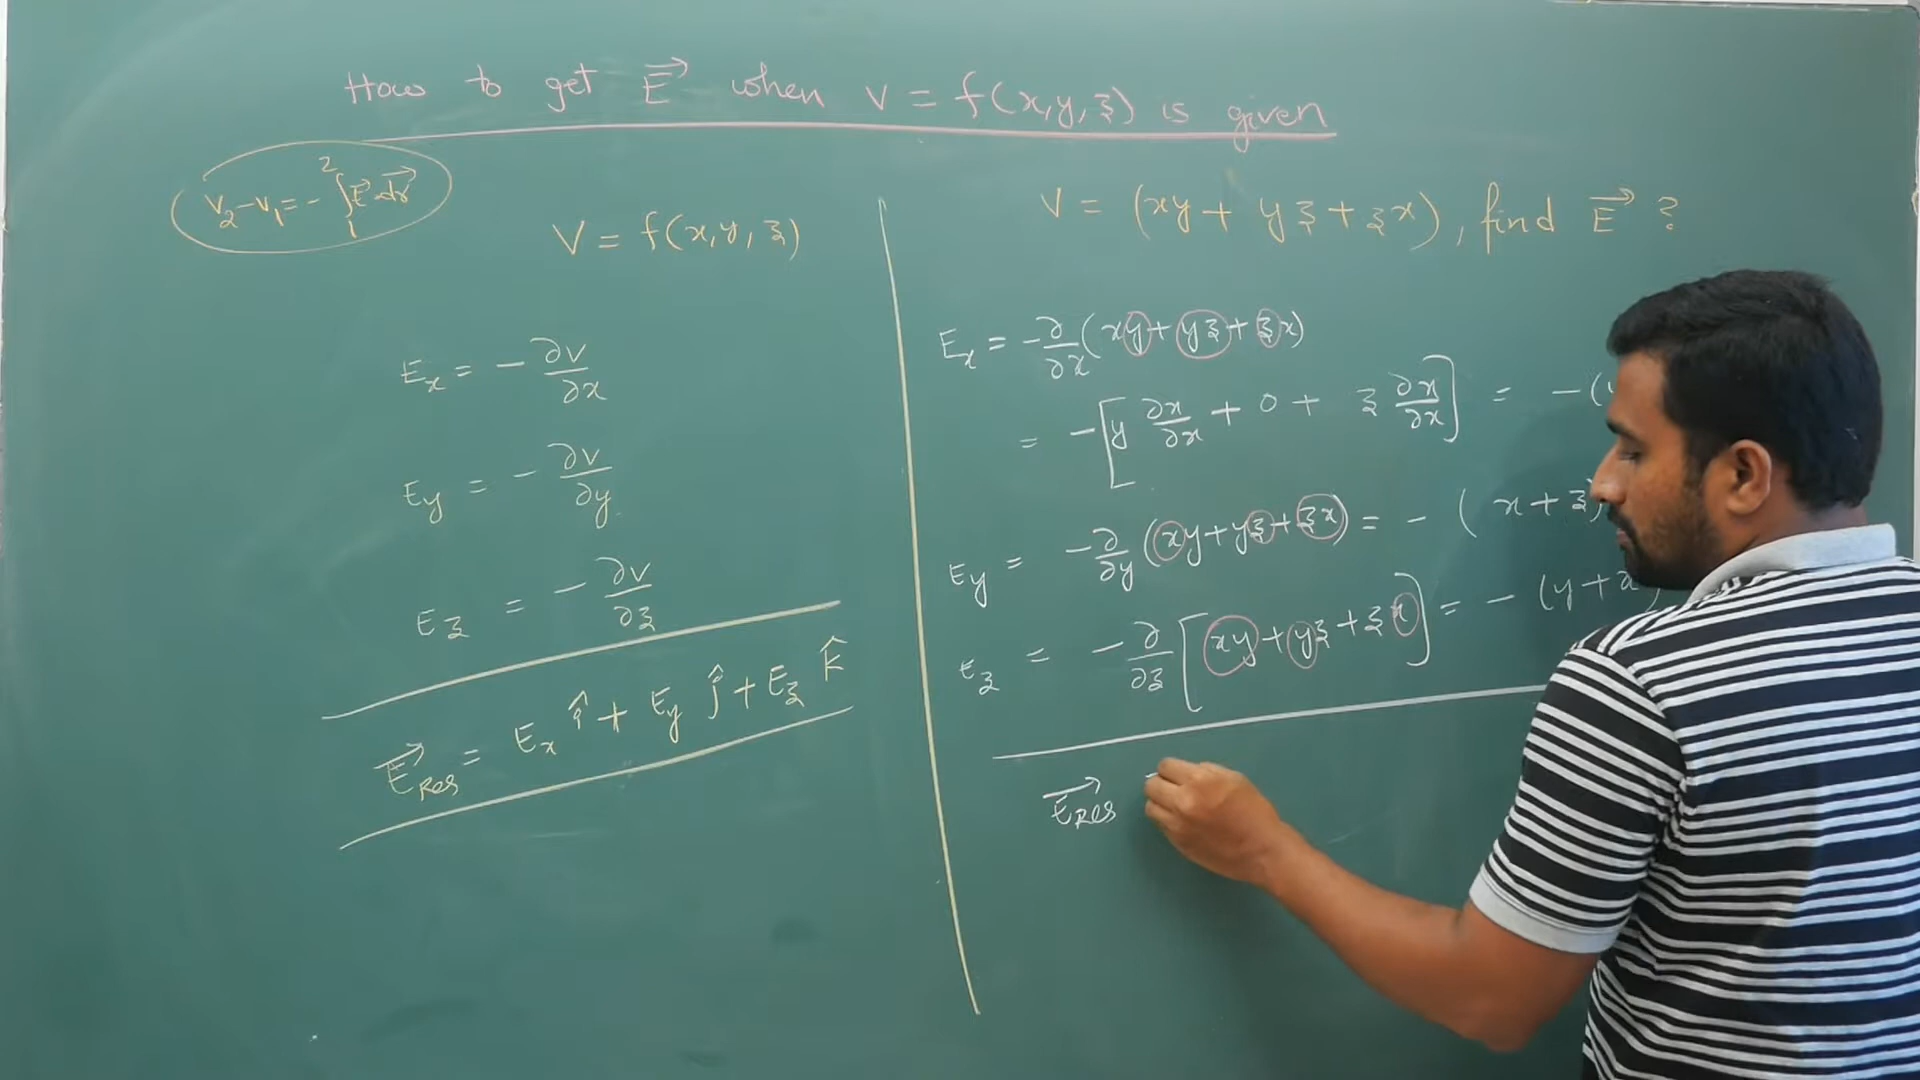 How to get E⃗ when V = f(x,y,z) is given
V₂-V₁ = - ∫₁² E⃗.dr⃗
V = f(x,y,z)
Eₓ = - ∂V/∂x
Ey = - ∂V/∂y
Ez = - ∂V/∂z
E⃗Res = Eₓ î + Ey ĵ + Ez k̂
V = (xy + yz + zx), find E⃗ ?
Eₓ = -∂/∂x (xy + yz + zx)
= -[y ∂x/∂x + 0 + z ∂x/∂x] = -(
Ey = -∂/∂y (xy + yz + zx) = - (x + z)
Ez = -∂/∂z [xy + yz + zx] = - (y + x)
E⃗Res